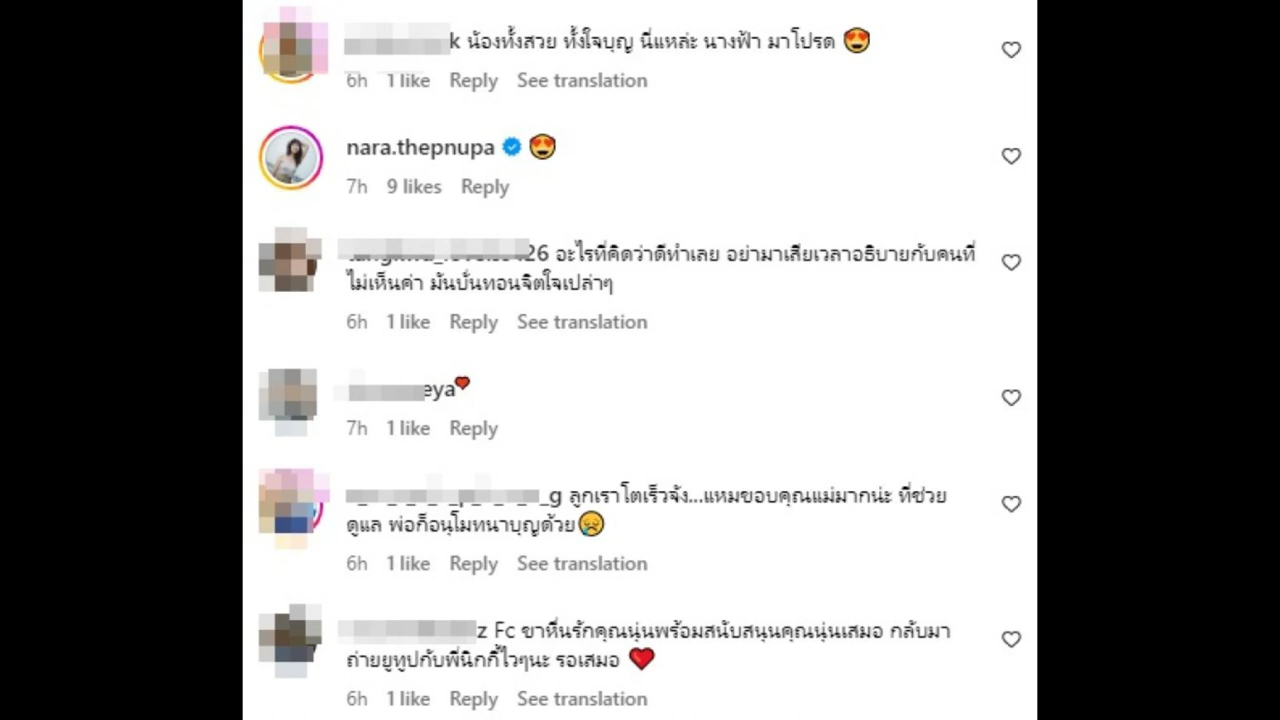 k น้องทั้งสวย ทั้งใจบุญ นี่แหล่ะ นางฟ้า มาโปรด 😍
6h 1 like Reply See translation
nara.thepnupa 😍
7h 9 likes Reply
26 อะไรที่คิดว่าดีทำเลย อย่ามาเสียเวลาอธิบายกับคนที่
ไม่เห็นค่า มันบั่นทอนจิตใจเปล่าๆ
6h 1 like Reply See translation
eya❤
7h 1 like Reply
_g ลูกเราโตเร็วจัง...แหมขอบคุณแม่มากน่ะ ที่ช่วย
ดูแล พ่อก็อนุโมทนาบุญด้วย😢
6h 1 like Reply See translation
z Fc ขาหื่นรักคุณนุ่นพร้อมสนับสนุนคุณนุ่นเสมอ กลับมา
ถ่ายยูทูปกับพี่นิกกี้ไวๆนะ รอเสมอ ❤️
6h 1 like Reply See translation